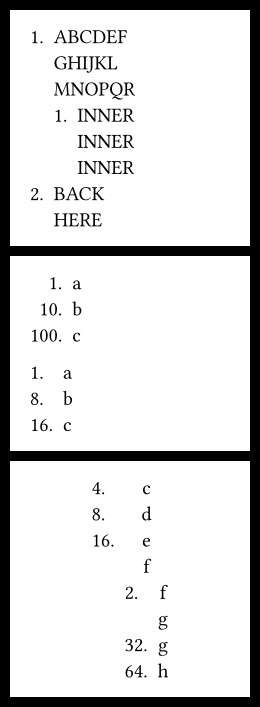 1. ABCDEF
GHIJKL
MNOPQR
1. INNER
INNER
INNER
2. BACK
HERE
1. a
10. b
100. c
1. a
8. b
16. c
4. c
8. d
16. e
f
2. f
g
32. g
64. h